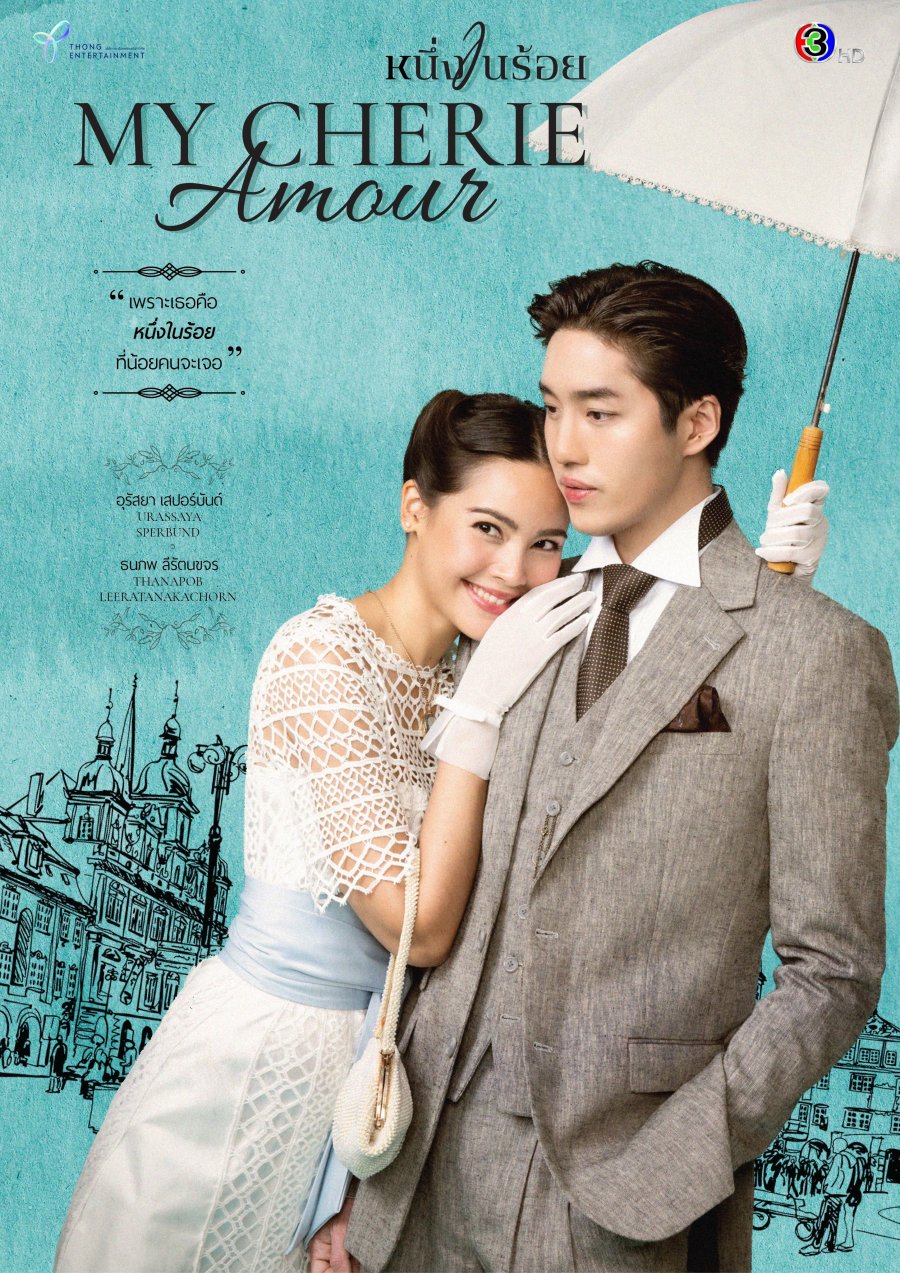 THONG
ENTERTAINMENT
3 HD
หนึ่งในร้อย
MY CHERIE
Amour
“ เพราะเธอคือ
หนึ่งในร้อย
ที่น้อยคนจะเจอ ”
อุรัสยา เสปอร์บันด์
URASSAYA
SPERBUND
ธนภพ ลีรัตนขจร
THANAPOB
LEERATANAKACHORN